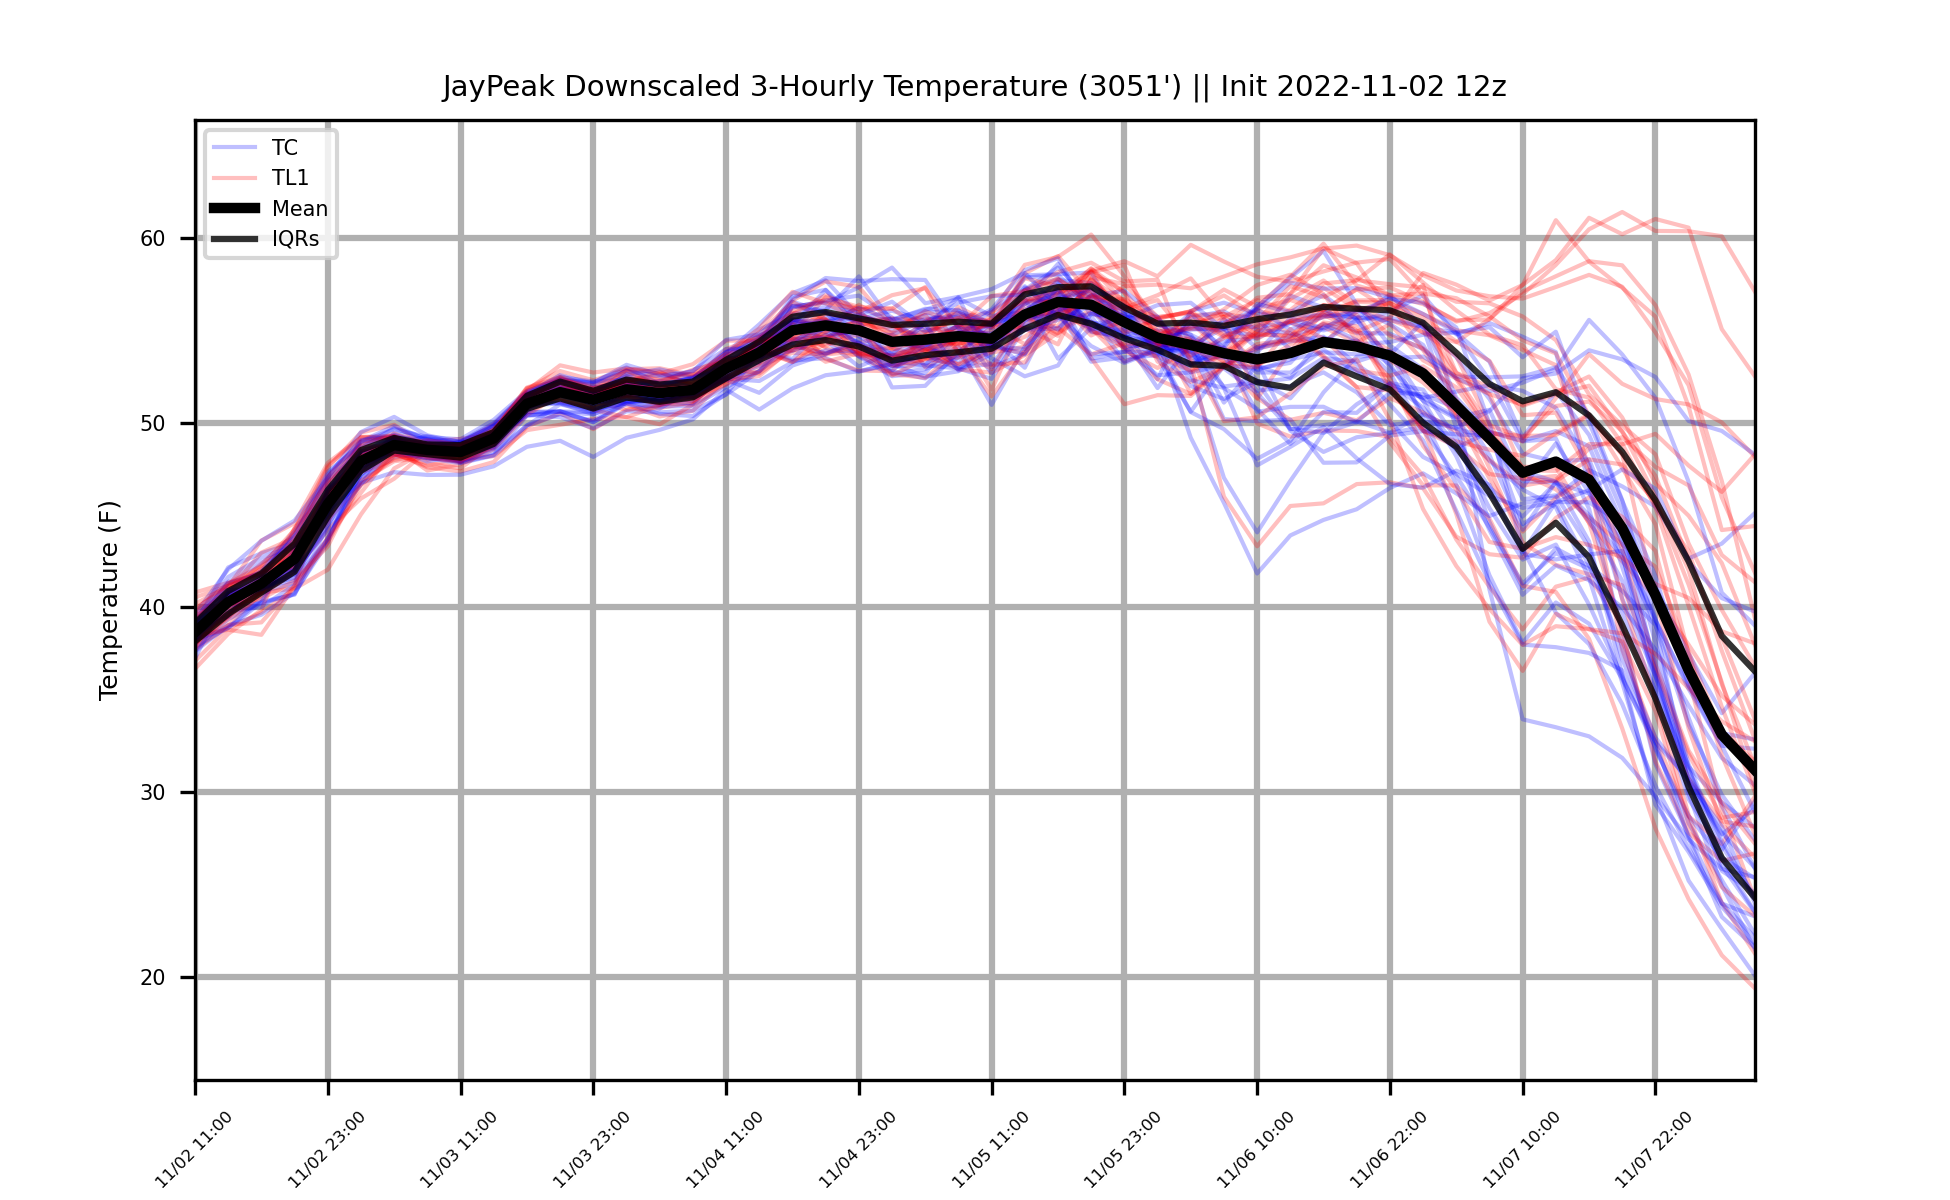 JayPeak Downscaled 3-Hourly Temperature (3051') || Init 2022-11-02 12z
TC
TL1
Mean
IQRs
Temperature (F)
60
50
40
30
20
11/02 11:00
11/02 23:00
11/03 11:00
11/03 23:00
11/04 11:00
11/04 23:00
11/05 11:00
11/05 23:00
11/06 10:00
11/06 22:00
11/07 10:00
11/07 22:00